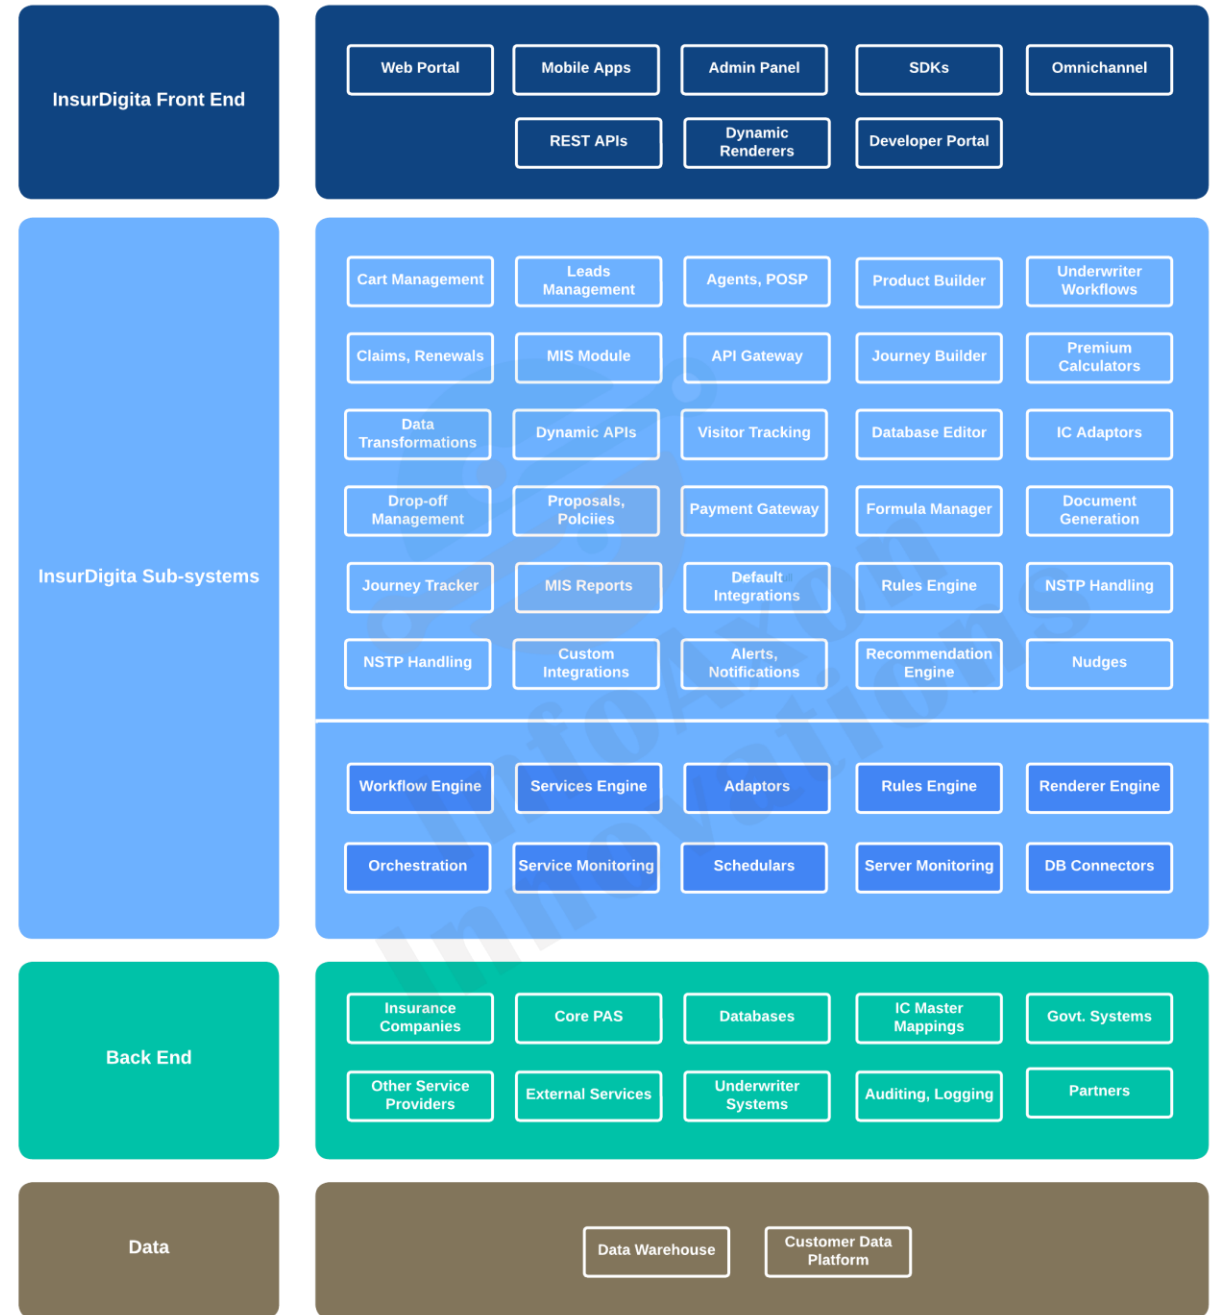 InsurDigita Front End
Web Portal
Mobile Apps
Admin Panel
SDKs
Omnichannel
REST APIs
Dynamic
Renderers
Developer Portal
InsurDigita Sub-systems
Cart Management
Leads
Management
Agents, POSP
Product Builder
Underwriter
Workflows
Claims, Renewals
MIS Module
API Gateway
Journey Builder
Premium
Calculators
Data
Transformations
Dynamic APIs
Visitor Tracking
Database Editor
IC Adaptors
Drop-off
Management
Proposals,
Polciies
Payment Gateway
Formula Manager
Document
Generation
Journey Tracker
MIS Reports
Default
Integrations
Rules Engine
NSTP Handling
NSTP Handling
Custom
Integrations
Alerts,
Notifications
Recommendation
Engine
Nudges
Workflow Engine
Services Engine
Adaptors
Rules Engine
Renderer Engine
Orchestration
Service Monitoring
Schedulars
Server Monitoring
DB Connectors
InfoAxon
Innovations
Back End
Insurance
Companies
Core PAS
Databases
IC Master
Mappings
Govt. Systems
Other Service
Providers
External Services
Underwriter
Systems
Auditing, Logging
Partners
Data
Data Warehouse
Customer Data
Platform